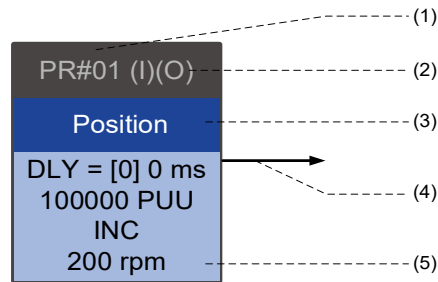 (1)
PR#01 (I)(O)
(2)
Position
(3)
DLY = [0] 0 ms
100000 PUU
(4)
INC
200 rpm
(5)